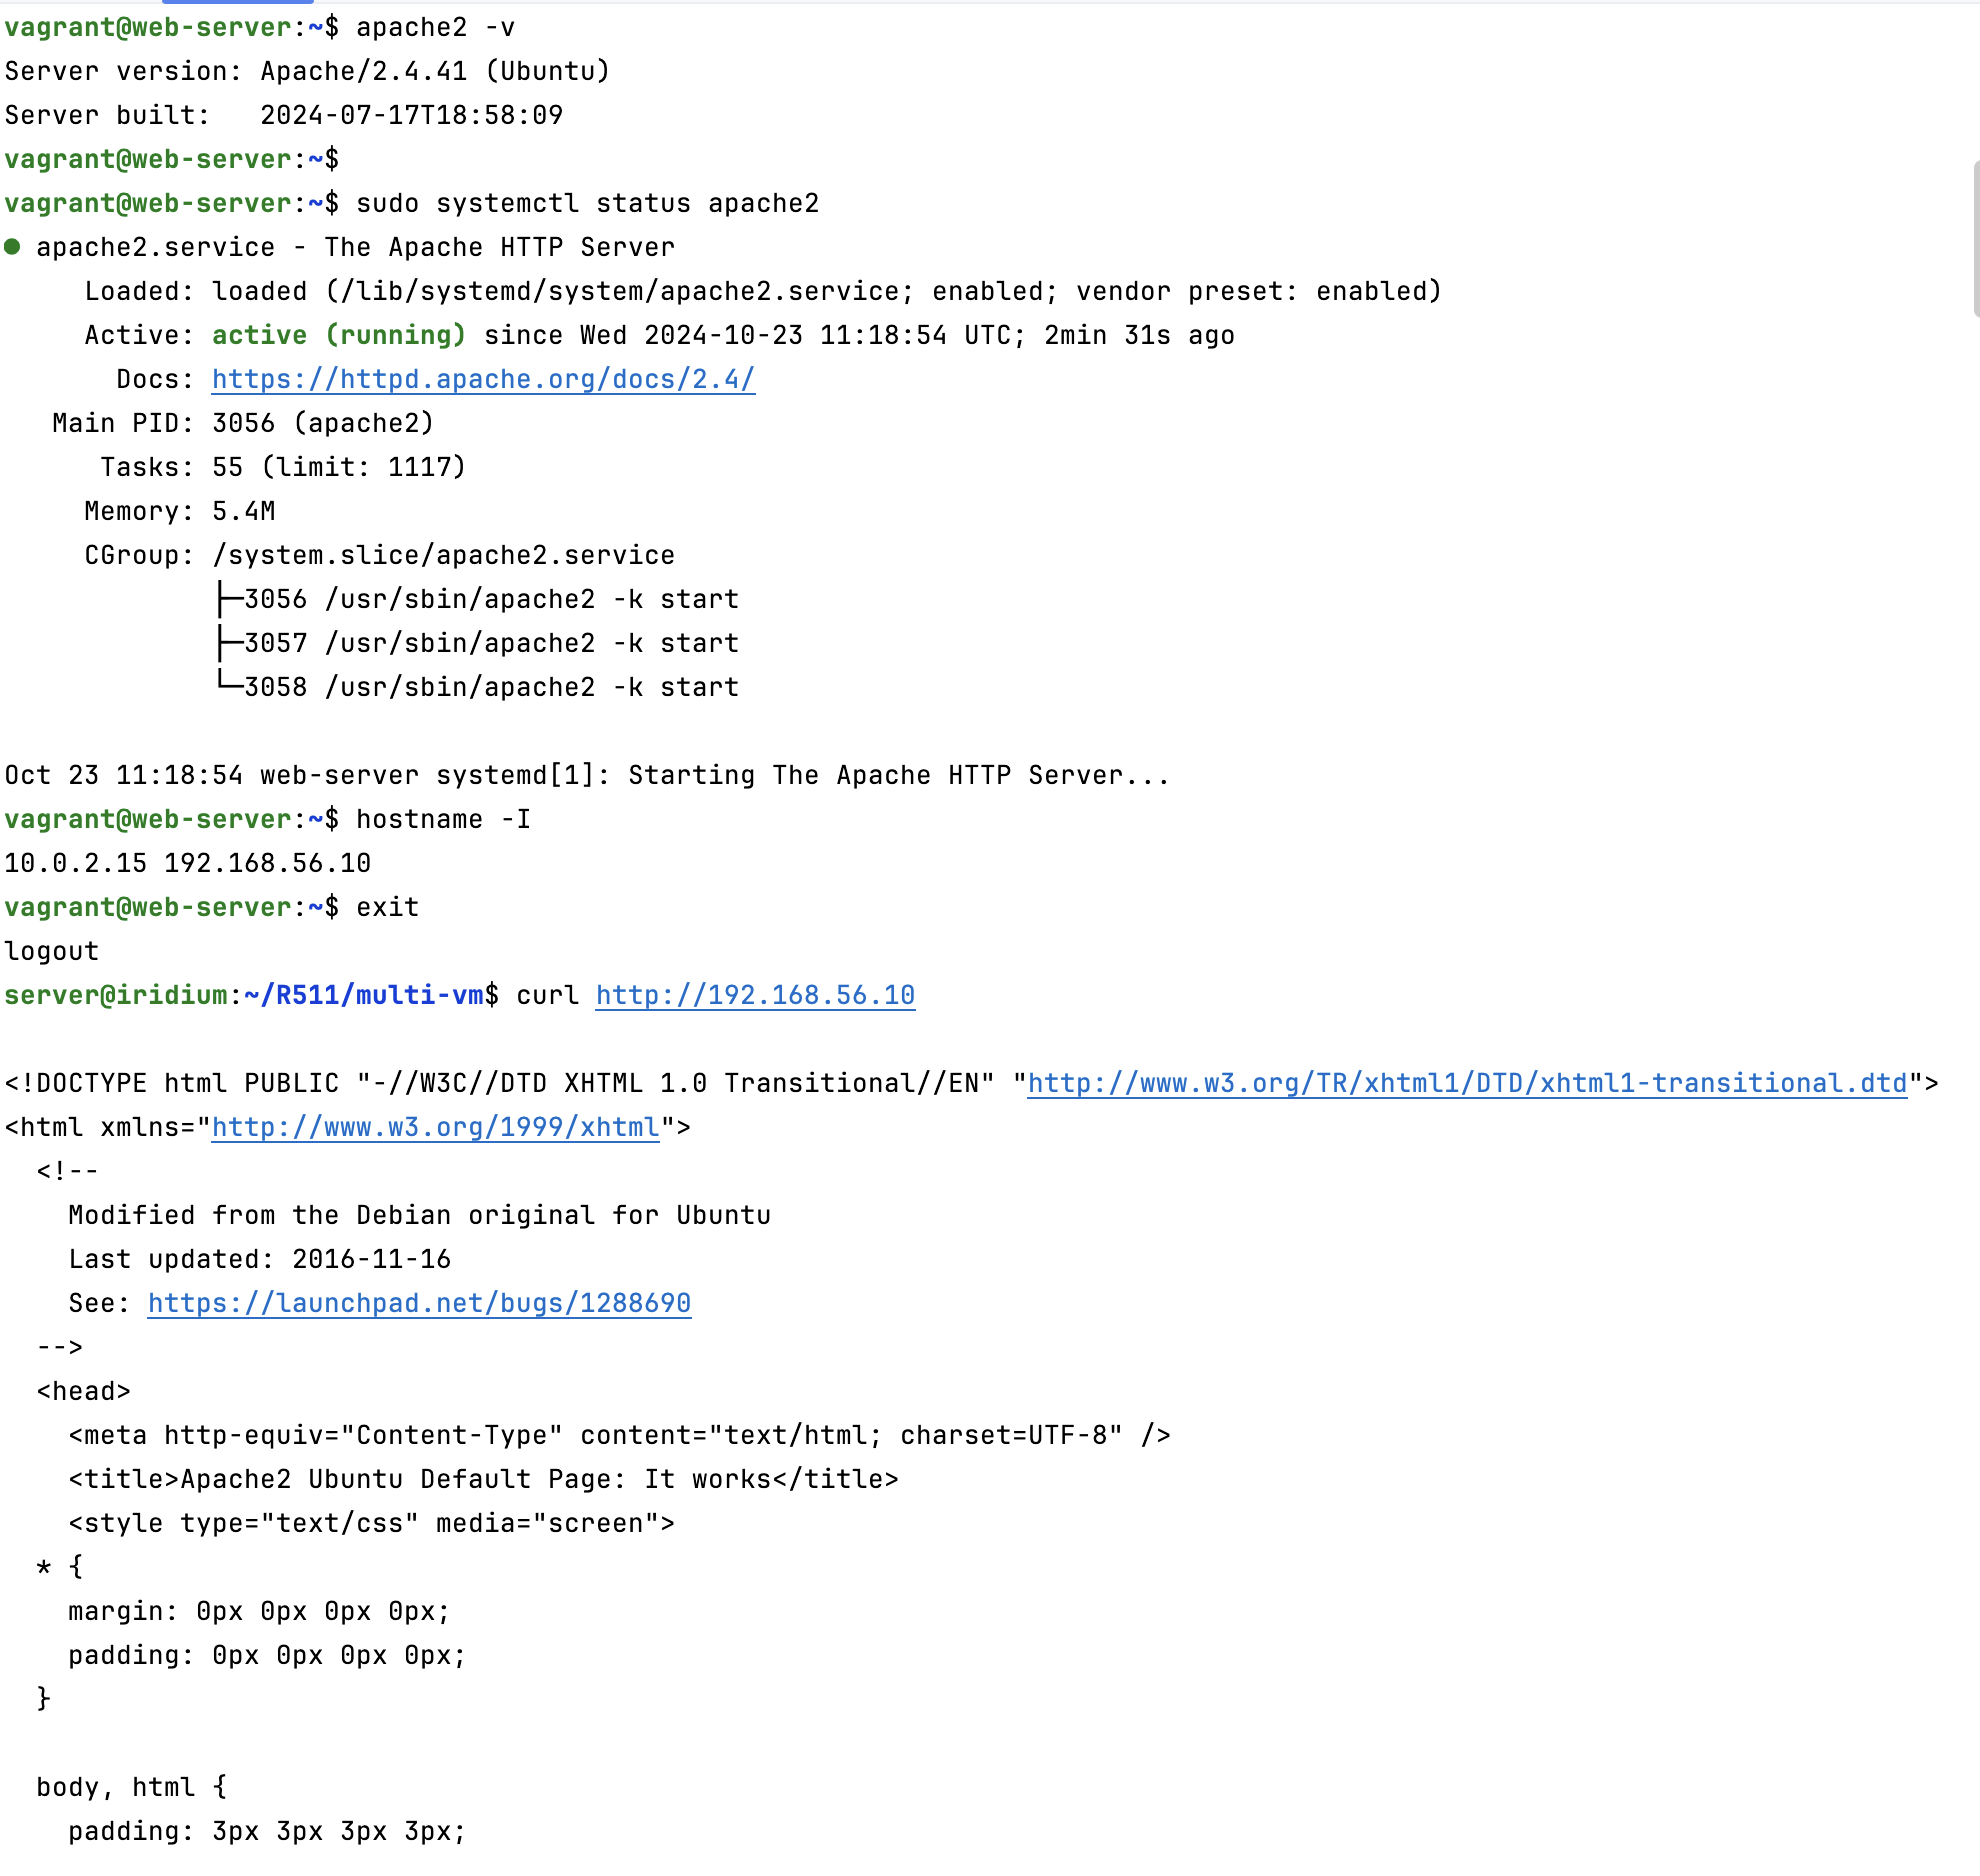 vagrant@web-server:~$ apache2 -v
Server version: Apache/2.4.41 (Ubuntu)
Server built:   2024-07-17T18:58:09
vagrant@web-server:~$
vagrant@web-server:~$ sudo systemctl status apache2
● apache2.service - The Apache HTTP Server
     Loaded: loaded (/lib/systemd/system/apache2.service; enabled; vendor preset: enabled)
     Active: active (running) since Wed 2024-10-23 11:18:54 UTC; 2min 31s ago
       Docs: https://httpd.apache.org/docs/2.4/
   Main PID: 3056 (apache2)
      Tasks: 55 (limit: 1117)
     Memory: 5.4M
     CGroup: /system.slice/apache2.service
             ├─3056 /usr/sbin/apache2 -k start
             ├─3057 /usr/sbin/apache2 -k start
             └─3058 /usr/sbin/apache2 -k start

Oct 23 11:18:54 web-server systemd[1]: Starting The Apache HTTP Server...
vagrant@web-server:~$ hostname -I
10.0.2.15 192.168.56.10
vagrant@web-server:~$ exit
logout
server@iridium:~/R511/multi-vm$ curl http://192.168.56.10

<!DOCTYPE html PUBLIC "-//W3C//DTD XHTML 1.0 Transitional//EN" "http://www.w3.org/TR/xhtml1/DTD/xhtml1-transitional.dtd">
<html xmlns="http://www.w3.org/1999/xhtml">
  <!--
    Modified from the Debian original for Ubuntu
    Last updated: 2016-11-16
    See: https://launchpad.net/bugs/1288690
  -->
  <head>
    <meta http-equiv="Content-Type" content="text/html; charset=UTF-8" />
    <title>Apache2 Ubuntu Default Page: It works</title>
    <style type="text/css" media="screen">
  * {
    margin: 0px 0px 0px 0px;
    padding: 0px 0px 0px 0px;
  }

  body, html {
    padding: 3px 3px 3px 3px;